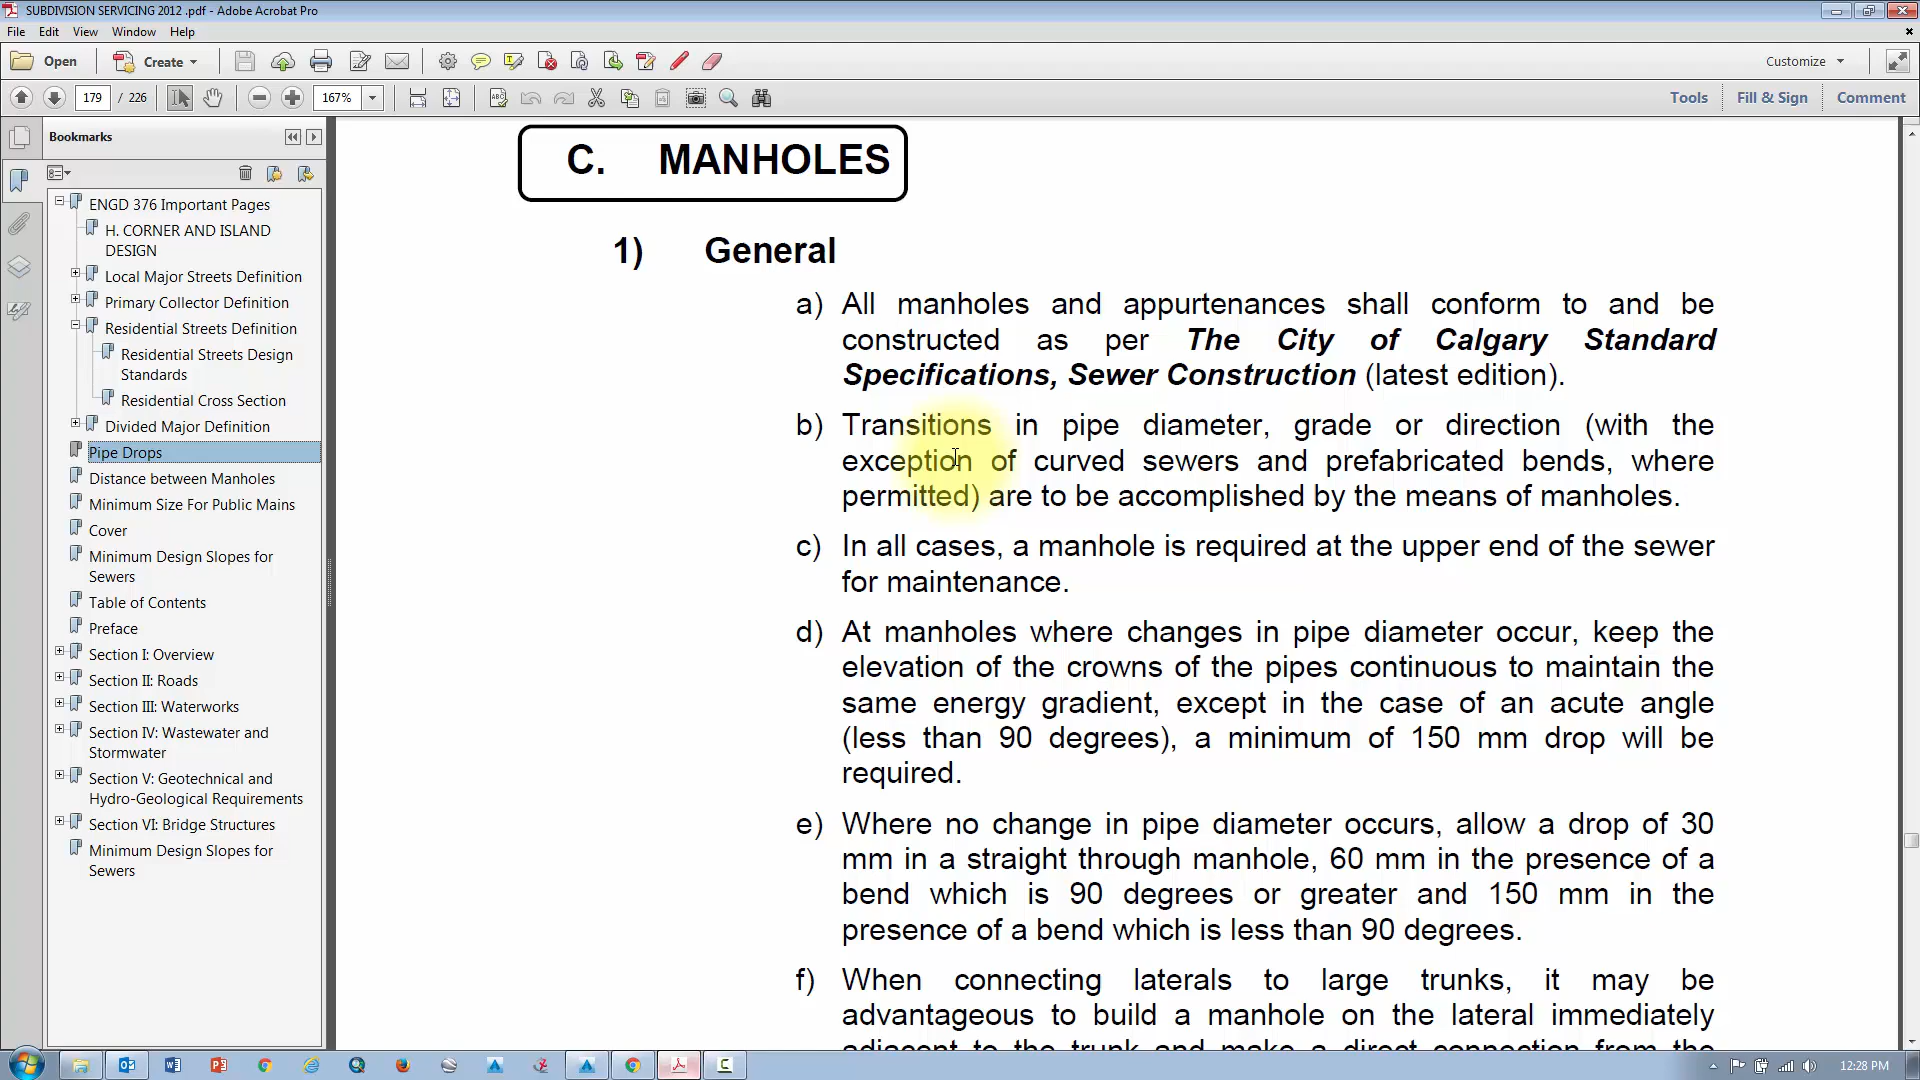 SUBDIVISION SERVICING 2012 .pdf - Adobe Acrobat Pro
File Edit View Window Help
Open Create Customize
179 / 226 167% Tools Fill & Sign Comment
Bookmarks
ENGD 376 Important Pages
H. CORNER AND ISLAND
DESIGN
Local Major Streets Definition
Primary Collector Definition
Residential Streets Definition
Residential Streets Design
Standards
Residential Cross Section
Divided Major Definition
Pipe Drops
Distance between Manholes
Minimum Size For Public Mains
Cover
Minimum Design Slopes for
Sewers
Table of Contents
Preface
Section I: Overview
Section II: Roads
Section III: Waterworks
Section IV: Wastewater and
Stormwater
Section V: Geotechnical and
Hydro-Geological Requirements
Section VI: Bridge Structures
Minimum Design Slopes for
Sewers
C. MANHOLES
1) General
a) All manholes and appurtenances shall conform to and be
constructed as per The City of Calgary Standard
Specifications, Sewer Construction (latest edition).
b) Transitions in pipe diameter, grade or direction (with the
exception of curved sewers and prefabricated bends, where
permitted) are to be accomplished by the means of manholes.
c) In all cases, a manhole is required at the upper end of the sewer
for maintenance.
d) At manholes where changes in pipe diameter occur, keep the
elevation of the crowns of the pipes continuous to maintain the
same energy gradient, except in the case of an acute angle
(less than 90 degrees), a minimum of 150 mm drop will be
required.
e) Where no change in pipe diameter occurs, allow a drop of 30
mm in a straight through manhole, 60 mm in the presence of a
bend which is 90 degrees or greater and 150 mm in the
presence of a bend which is less than 90 degrees.
f) When connecting laterals to large trunks, it may be
advantageous to build a manhole on the lateral immediately
adjacent to the trunk and make a direct connection from the
12:28 PM